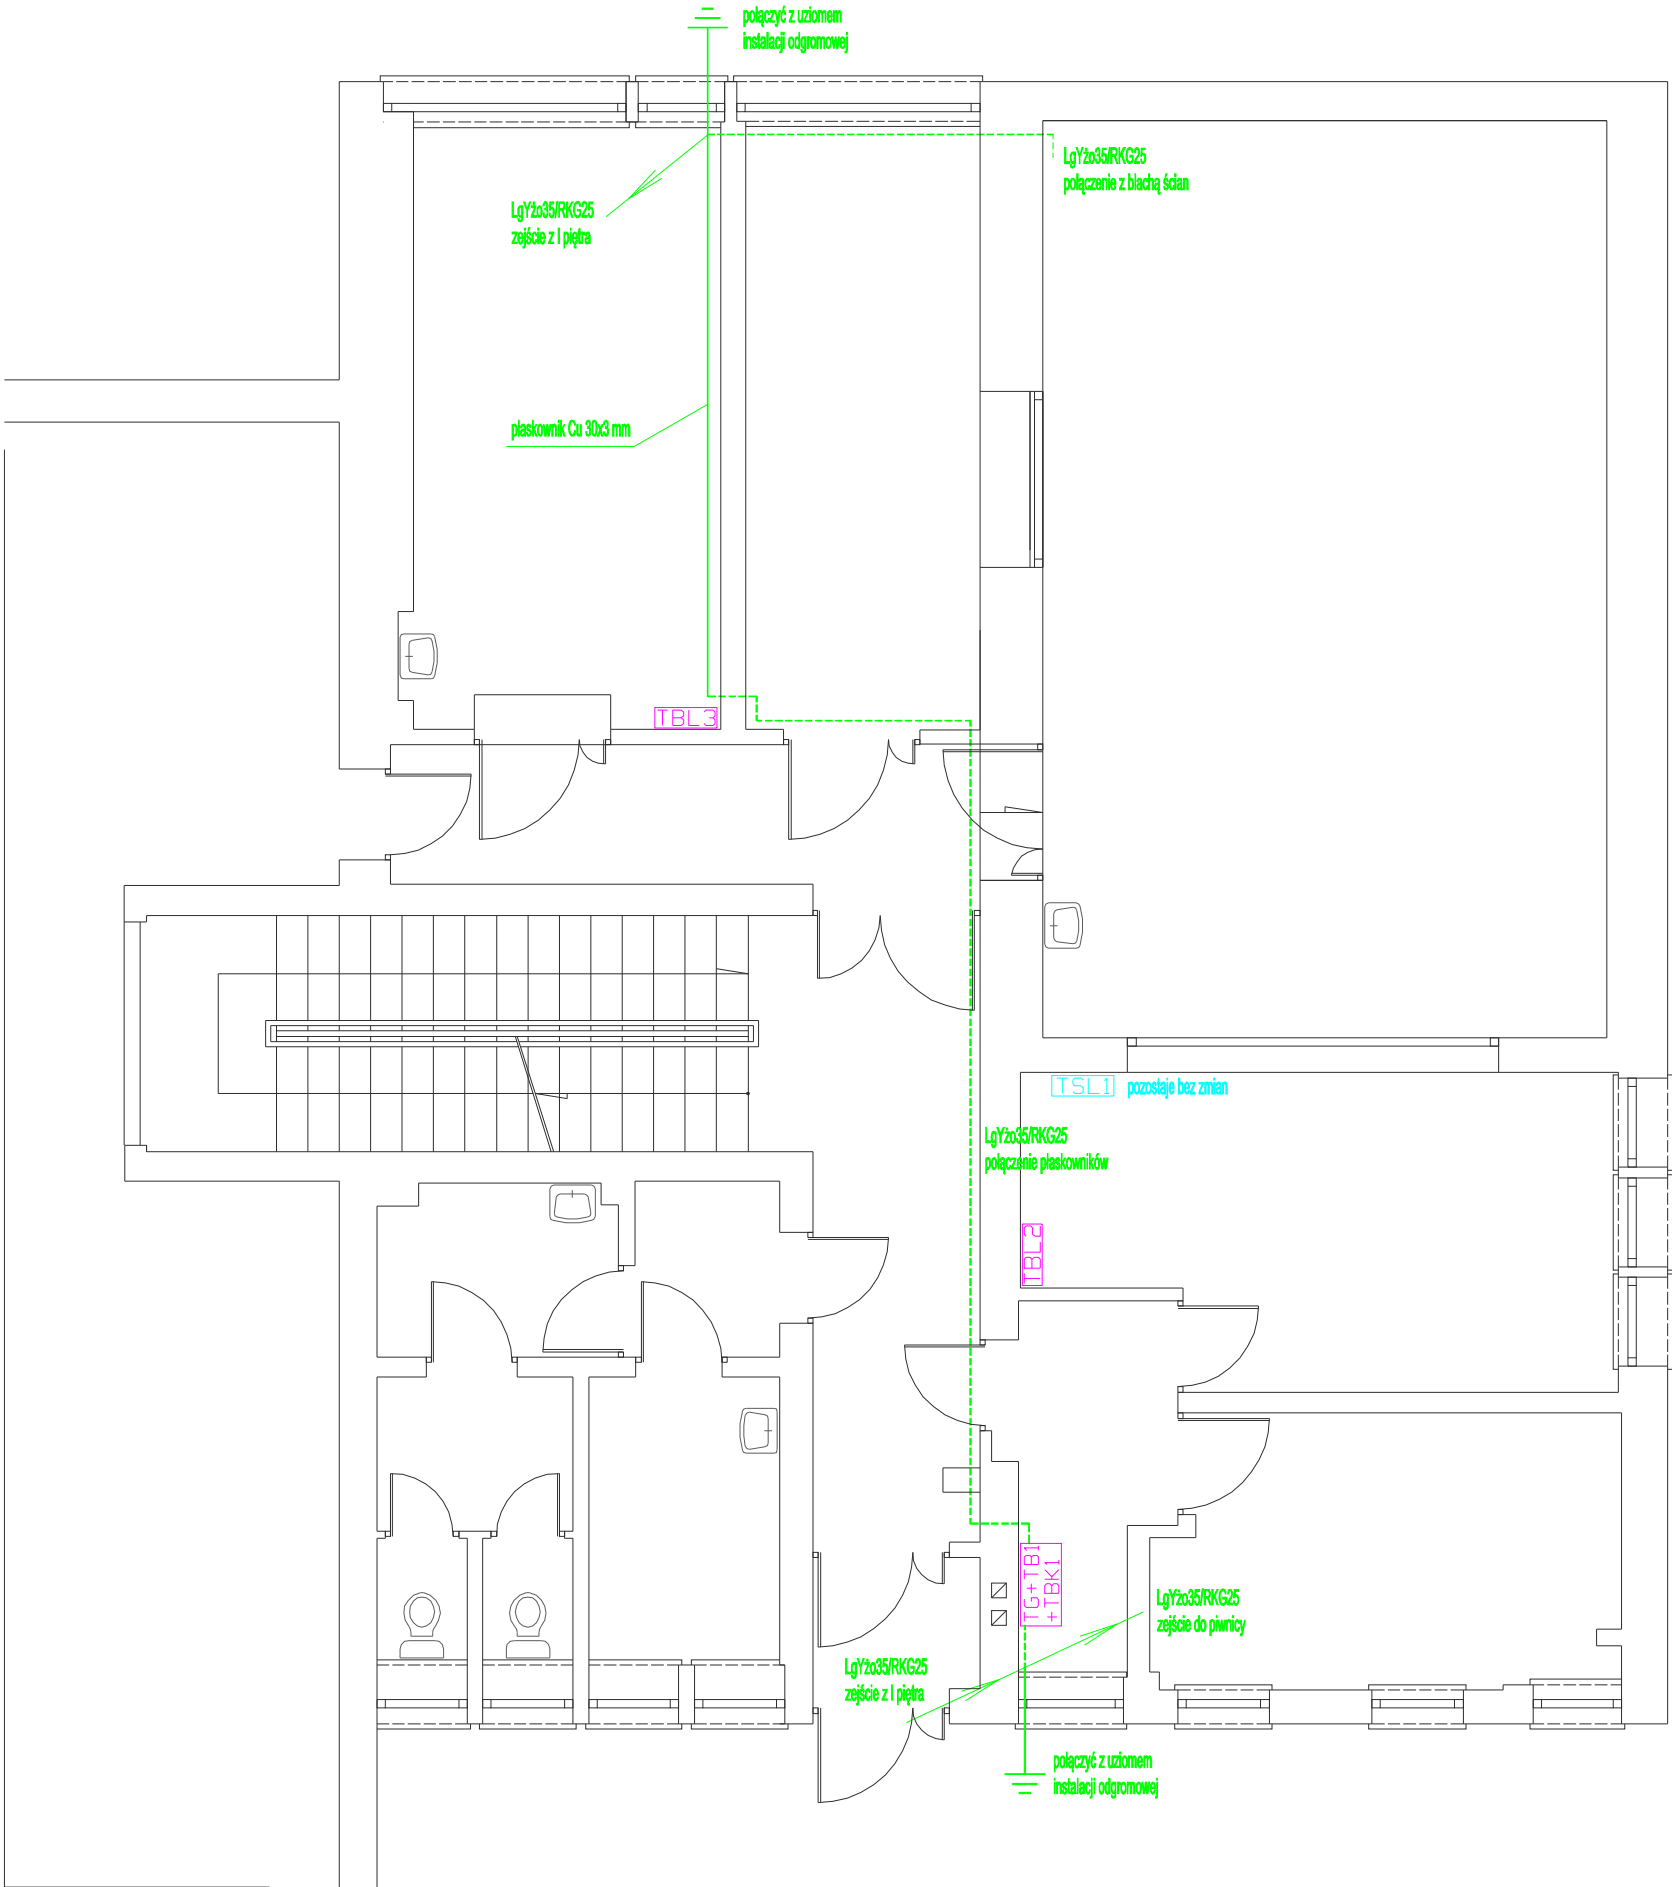 połączyć z uziomem
instalacji odgromowej
LgYżo35/RKG25
połączenie z blachą ścian
LgYżo35/RKG25
zejście z I piętra
płaskownik Cu 30x3 mm
TBL3
TSL1
pozostaje bez zmian
LgYżo35/RKG25
połączenie płaskowników
TBL2
TG+TB1
+TBK1
LgYżo35/RKG25
zejście do piwnicy
LgYżo35/RKG25
zejście z I piętra
połączyć z uziomem
instalacji odgromowej